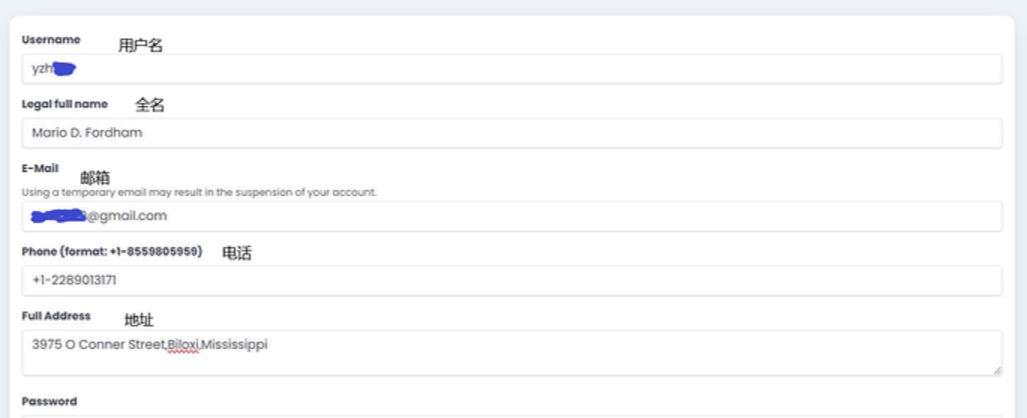 Username 用户名
yzh
Legal full name 全名
Mario D. Fordham
E-Mail 邮箱
Using a temporary email may result in the suspension of your account.
@gmail.com
Phone (format: +1-8559805959) 电话
+1-2289013171
Full Address 地址
3975 O Conner Street,Biloxi,Mississippi
Password